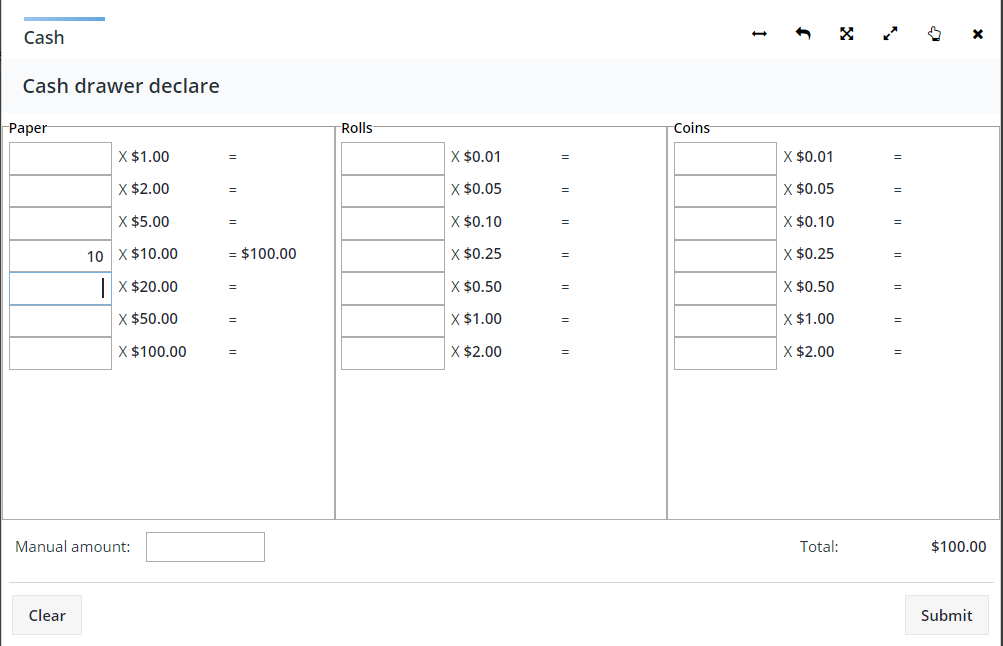 Cash
Cash drawer declare
Paper
X $1.00 =
X $2.00 =
X $5.00 =
10 X $10.00 = $100.00
X $20.00 =
X $50.00 =
X $100.00 =
Rolls
X $0.01 =
X $0.05 =
X $0.10 =
X $0.25 =
X $0.50 =
X $1.00 =
X $2.00 =
Coins
X $0.01 =
X $0.05 =
X $0.10 =
X $0.25 =
X $0.50 =
X $1.00 =
X $2.00 =
Manual amount:
Total: $100.00
Clear
Submit